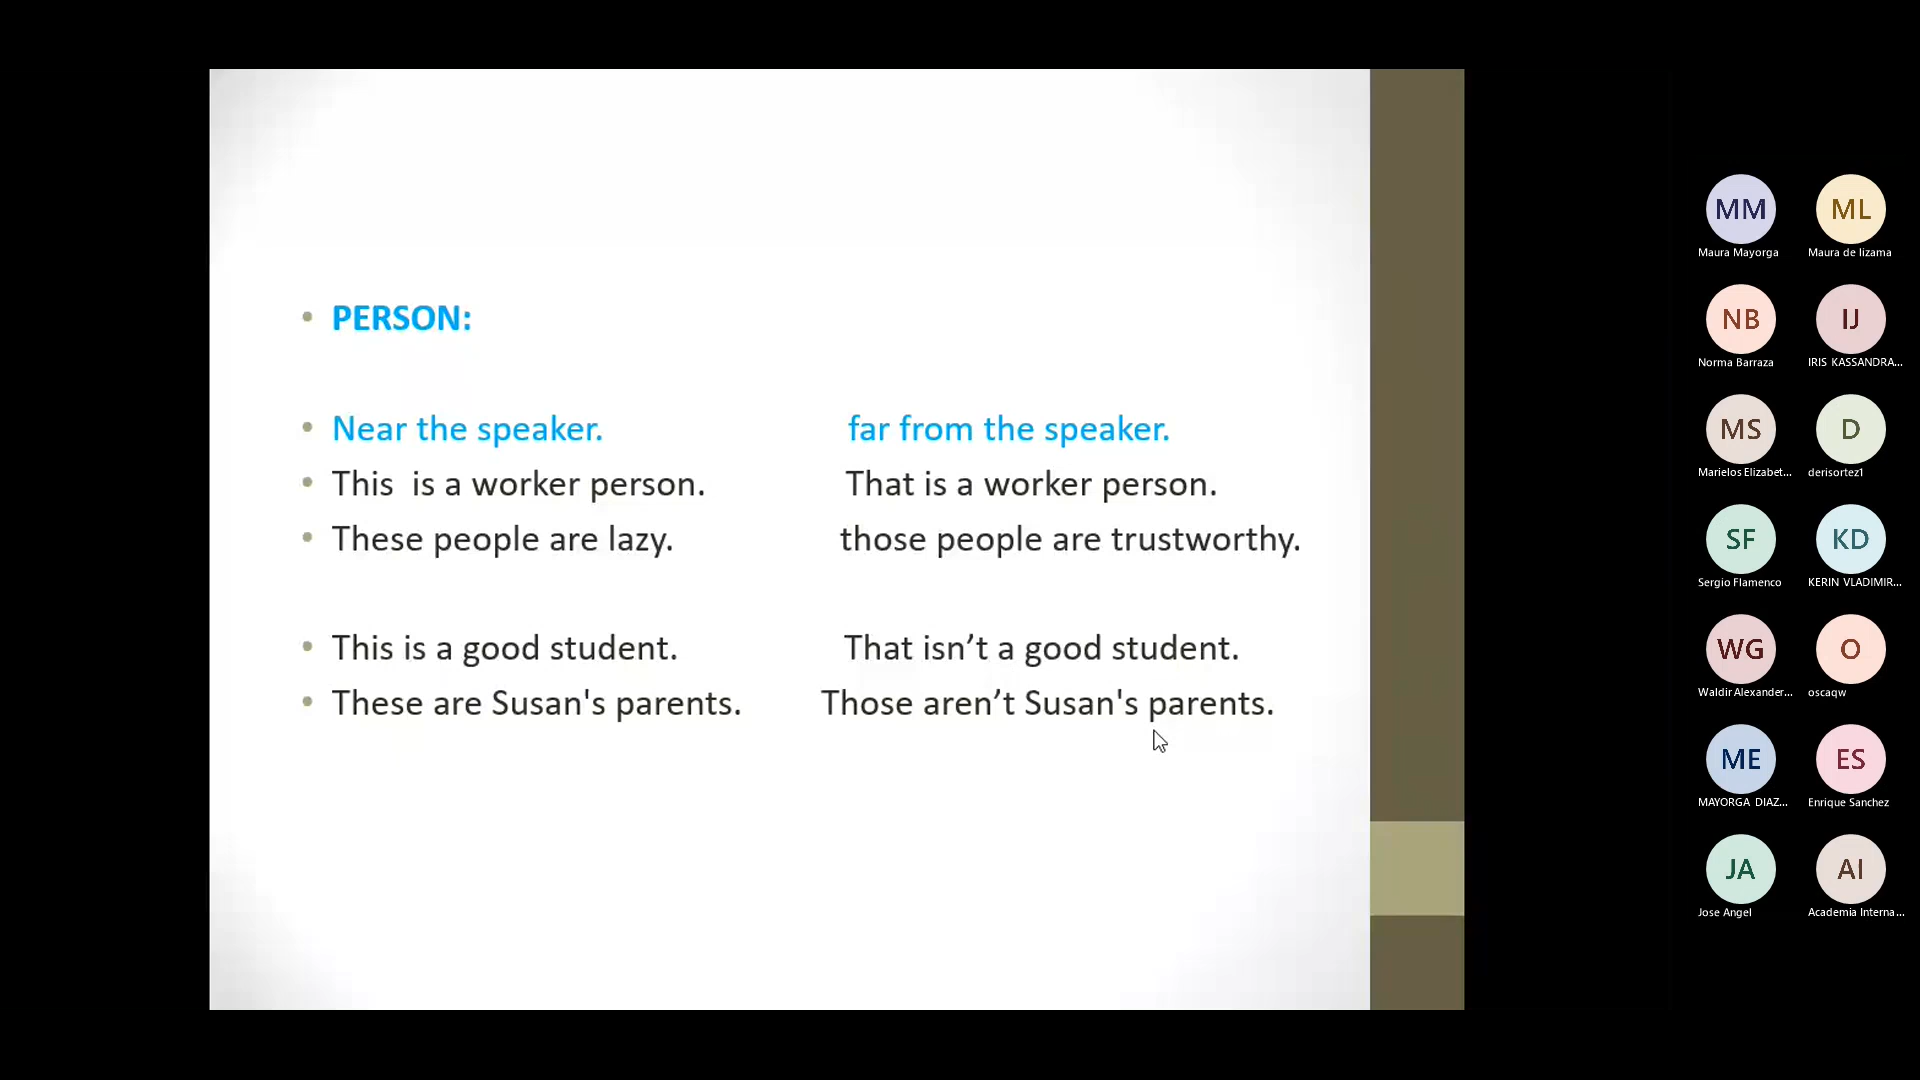 PERSON:
Near the speaker. far from the speaker.
This is a worker person. That is a worker person.
These people are lazy. those people are trustworthy.
This is a good student. That isn’t a good student.
These are Susan's parents. Those aren’t Susan's parents.
MM ML
Maura Mayorga Maura de lizama
NB IJ
Norma Barraza IRIS KASSANDRA...
MS D
Marielos Elizabet... derisortez1
SF KD
Sergio Flamenco KERIN VLADIMIR...
WG O
Waldir Alexander... oscaqw
ME ES
MAYORGA DIAZ... Enrique Sanchez
JA AI
Jose Angel Academia Interna...